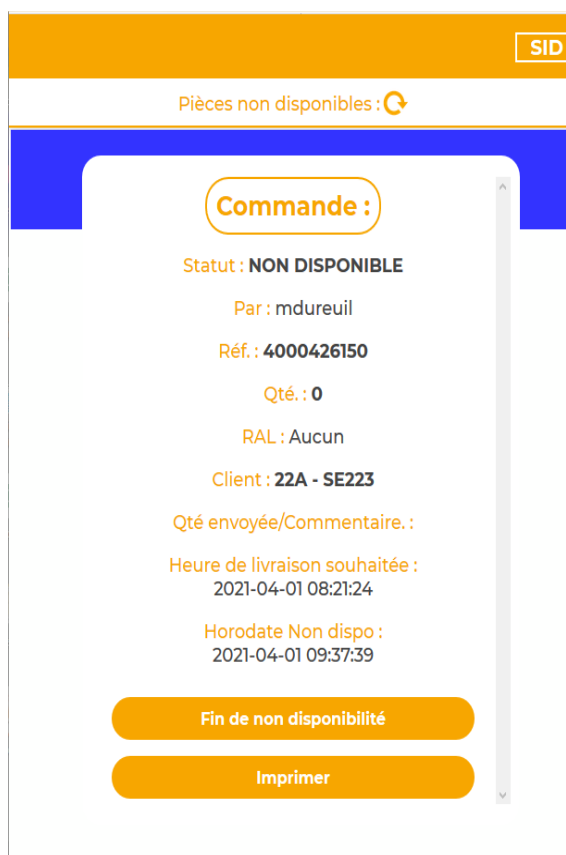 SID
Pièces non disponibles :
Commande :
Statut : NON DISPONIBLE
Par : mdureuil
Réf. : 4000426150
Qté. : 0
RAL : Aucun
Client : 22A - SE223
Qté envoyée/Commentaire. :
Heure de livraison souhaitée :
2021-04-01 08:21:24
Horodate Non dispo :
2021-04-01 09:37:39
Fin de non disponibilité
Imprimer